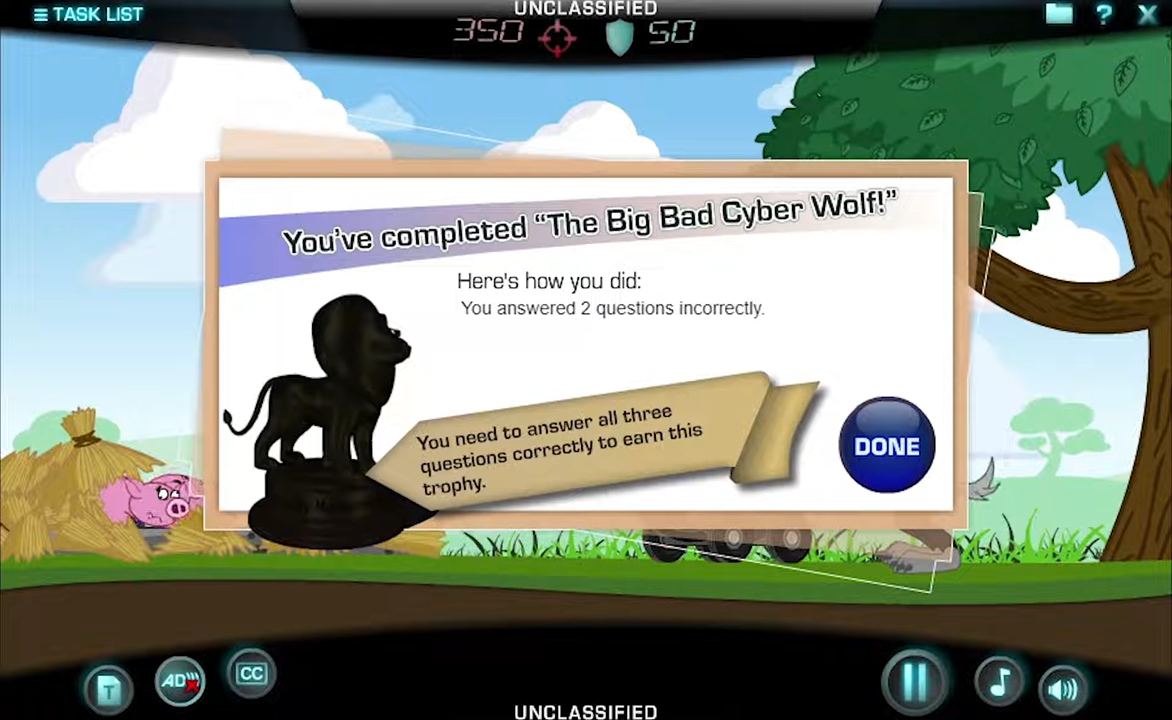 UNCLASSIFIED
TASK LIST
350 50
?
X
You've completed “The Big Bad Cyber Wolf!”
Here's how you did:
You answered 2 questions incorrectly.
You need to answer all three
questions correctly to earn this
trophy.
DONE
T
AD
CC
UNCLASSIFIED